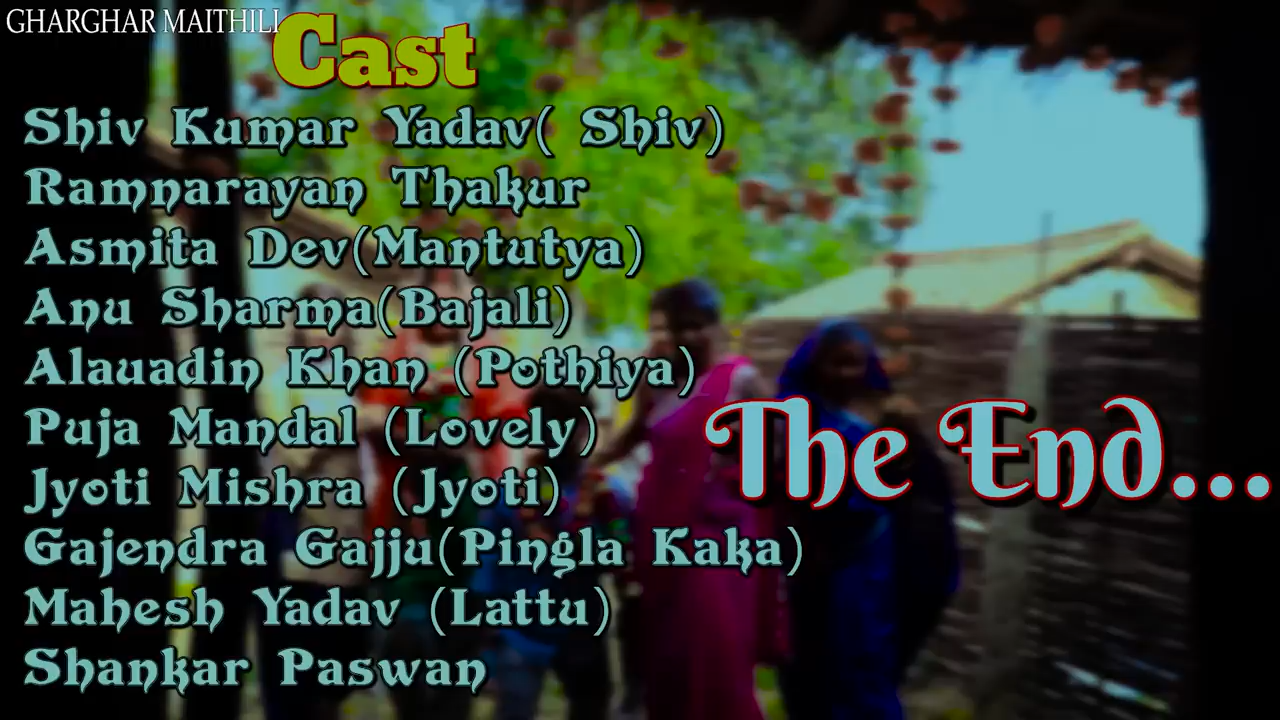 GHARGHAR MAITHILI
Cast
Shiv Kumar Yadav( Shiv)
Ramnarayan Thakur
Asmita Dev(Mantutya)
Anu Sharma(Bajali)
Alauadin Khan (Pothiya)
Puja Mandal (Lovely)
Jyoti Mishra (Jyoti)
Gajendra Gajju(Pingla Kaka)
Mahesh Yadav (Lattu)
Shankar Paswan
The End...